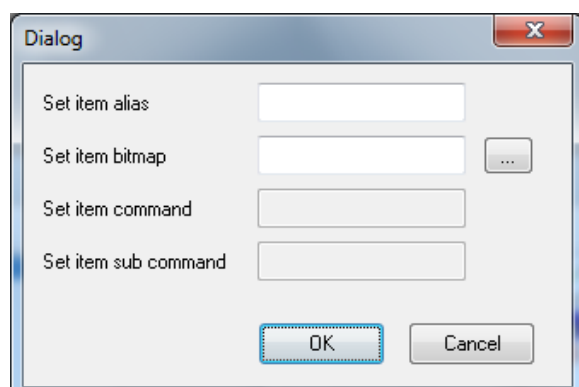 Dialog
Set item alias
Set item bitmap
...
Set item command
Set item sub command
OK Cancel